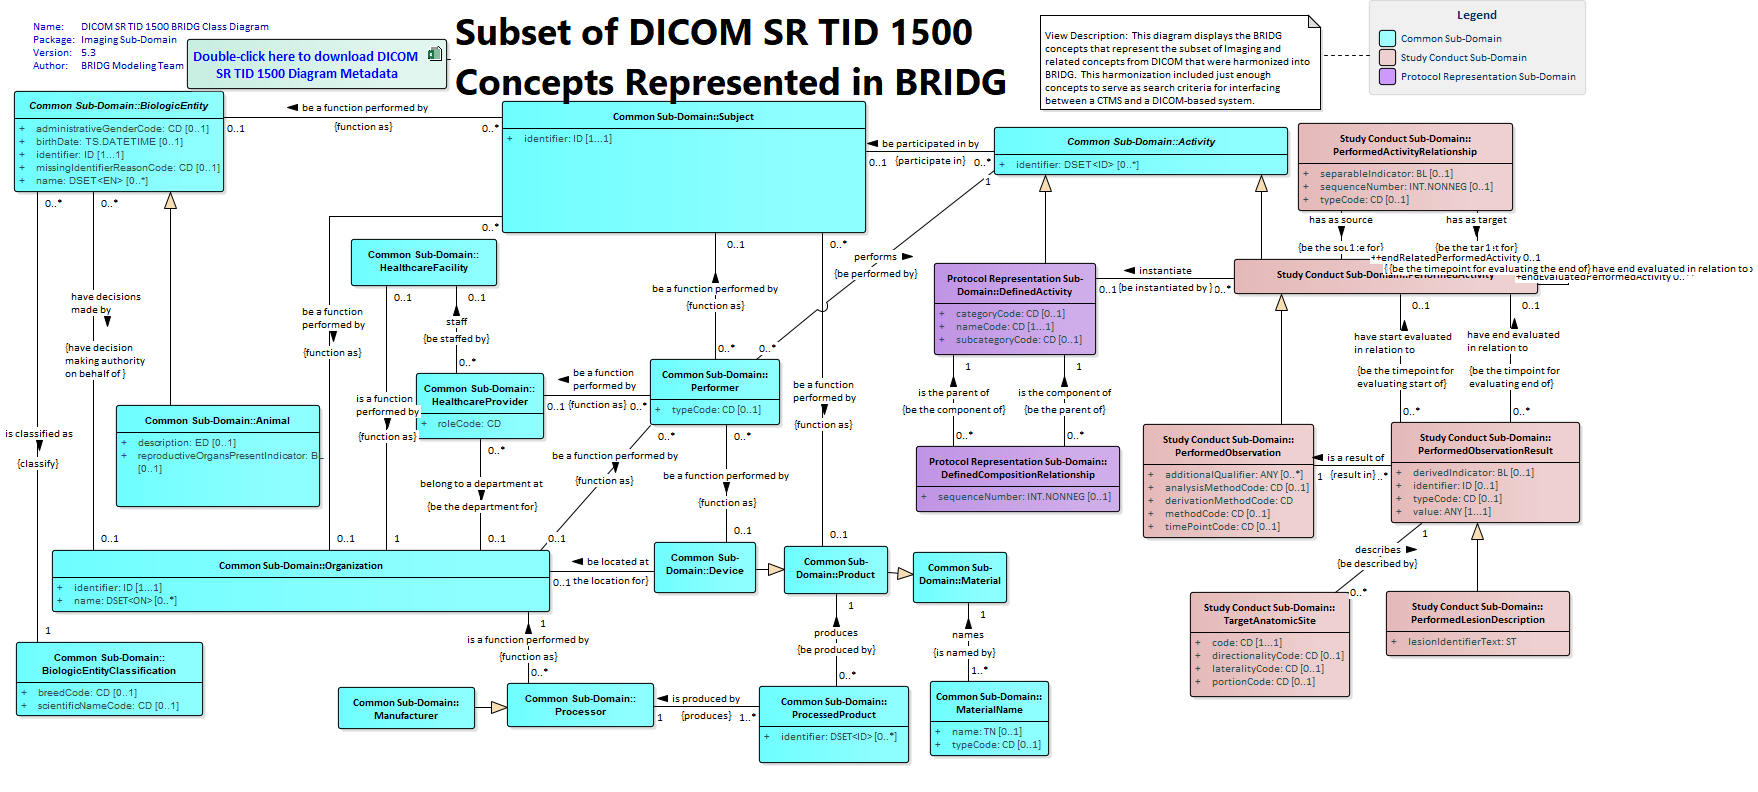 Name: DICOM SR TID 1500 BRIDG Class Diagram
Package: Imaging Sub-Domain
Version: 5.3
Author: BRIDG Modeling Team
Double-click here to download DICOM
SR TID 1500 Diagram Metadata
Subset of DICOM SR TID 1500
Concepts Represented in BRIDG
View Description: This diagram displays the BRIDG
concepts that represent the subset of Imaging and
related concepts from DICOM that were harmonized into
BRIDG. This harmonization included just enough
concepts to serve as search criteria for interfacing
between a CTMS and a DICOM-based system.
Legend
Common Sub-Domain
Study Conduct Sub-Domain
Protocol Representation Sub-Domain
Common Sub-Domain::BiologicEntity
+ administrativeGenderCode: CD [0..1]
+ birthDate: TS.DATETIME [0..1]
+ identifier: ID [1...1]
+ missingIdentifierReasonCode: CD [0..1]
+ name: DSET<EN> [0..*]
be a function performed by
0..1
{function as}
0..*
Common Sub-Domain::Subject
+ identifier: ID [1...1]
be participated in by
0..1
{participate in}
0..*
Common Sub-Domain::Activity
+ identifier: DSET<ID> [0..*]
1
Study Conduct Sub-Domain::
PerformedActivityRelationship
+ separableIndicator: BL [0..1]
+ sequenceNumber: INT.NONNEG [0..1]
+ typeCode: CD [0..1]
has as source
{be the source for}
1
has as target
{be the target for}
1
+endRelatedPerformedActivity 0..1
{be the timepoint for evaluating the end of}
have end evaluated in relation to
Study Conduct Sub-Domain::PerformedActivity
+endEvaluatedPerformedActivity 0..*
0..*
0..*
0..*
0..*
0..1
0..*
Common Sub-Domain::
HealthcareFacility
0..1
0..1
staff
{be staffed by}
0..*
have decisions
made by
{have decision
making authority
on behalf of }
be a function
performed by
{function as}
be a function performed by
{function as}
0..*
performs
{be performed by}
0..*
Protocol Representation Sub-
Domain::DefinedActivity
+ categoryCode: CD [0..1]
+ nameCode: CD [1...1]
+ subcategoryCode: CD [0..1]
instantiate
0..1
{be instantiated by }
0..*
0..1
0..1
have start evaluated
in relation to
{be the timepoint for
evaluating start of}
0..*
have end evaluated
in relation to
{be the timpoint for
evaluating end of}
0..*
1
1
is the parent of
{be the component of}
0..*
is the component of
{be the parent of}
0..*
Common Sub-Domain::
HealthcareProvider
+ roleCode: CD
be a function
performed by
0..1
{function as}
0..*
Common Sub-Domain::
Performer
+ typeCode: CD [0..1]
be a function
performed by
{function as}
is a function
performed by
{function as}
Common Sub-Domain::Animal
+ description: ED [0..1]
+ reproductiveOrgansPresentIndicator: BL
[0..1]
is classified as
{classify}
0..*
0..*
0..*
be a function performed by
{function as}
be a function performed by
{function as}
belong to a department at
{be the department for}
Protocol Representation Sub-Domain::
DefinedCompositionRelationship
+ sequenceNumber: INT.NONNEG [0..1]
Study Conduct Sub-Domain::
PerformedObservation
+ additionalQualifier: ANY [0..*]
+ analysisMethodCode: CD [0..1]
+ derivationMethodCode: CD
+ methodCode: CD [0..1]
+ timePointCode: CD [0..1]
is a result of
1
{result in}
..*
Study Conduct Sub-Domain::
PerformedObservationResult
+ derivedIndicator: BL [0..1]
+ identifier: ID [0..1]
+ typeCode: CD [0..1]
+ value: ANY [1...1]
0..1
0..1
1
0..1
0..1
0..1
0..1
Common Sub-Domain::Organization
+ identifier: ID [1...1]
+ name: DSET<ON> [0..*]
be located at
0..1
the location for}
Common Sub-
Domain::Device
Common Sub-
Domain::Product
Common Sub-
Domain::Material
1
describes
{be described by}
0..*
Study Conduct Sub-Domain::
TargetAnatomicSite
+ code: CD [1...1]
+ directionalityCode: CD [0..1]
+ lateralityCode: CD [0..1]
+ portionCode: CD [0..1]
Study Conduct Sub-Domain::
PerformedLesionDescription
+ lesionIdentifierText: ST
1
1
is a function performed by
{function as}
0..*
1
produces
{be produced by}
0..*
1
names
{is named by}
1..*
Common Sub-Domain::
BiologicEntityClassification
+ breedCode: CD [0..1]
+ scientificNameCode: CD [0..1]
Common Sub-Domain::
Manufacturer
Common Sub-Domain::
Processor
is produced by
1
{produces}
1..*
Common Sub-Domain::
ProcessedProduct
+ identifier: DSET<ID> [0..*]
Common Sub-Domain::
MaterialName
+ name: TN [0..1]
+ typeCode: CD [0..1]